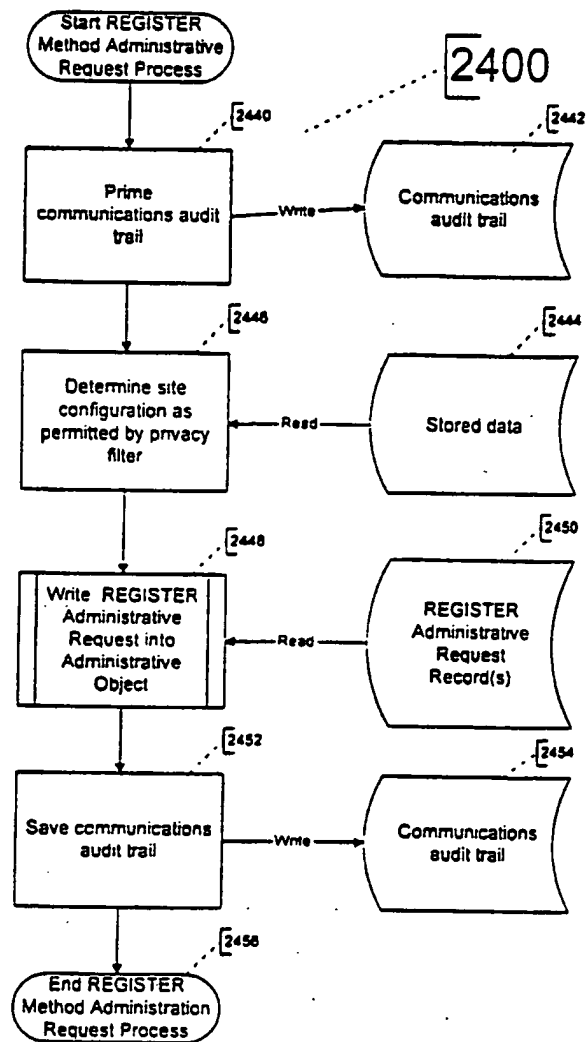 Start REGISTER
Method Administrative
Request Process
2400
2440
2442
Prime
communications audit
trail
Write
Communications
audit trail
2446
2444
Determine site
configuration as
permitted by privacy
filter
Read
Stored data
2448
2450
Write REGISTER
Administrative
Request into
Administrative
Object
Read
REGISTER
Administrative
Request
Record(s)
2452
2454
Save communications
audit trail
Write
Communications
audit trail
2456
End REGISTER
Method Administration
Request Process